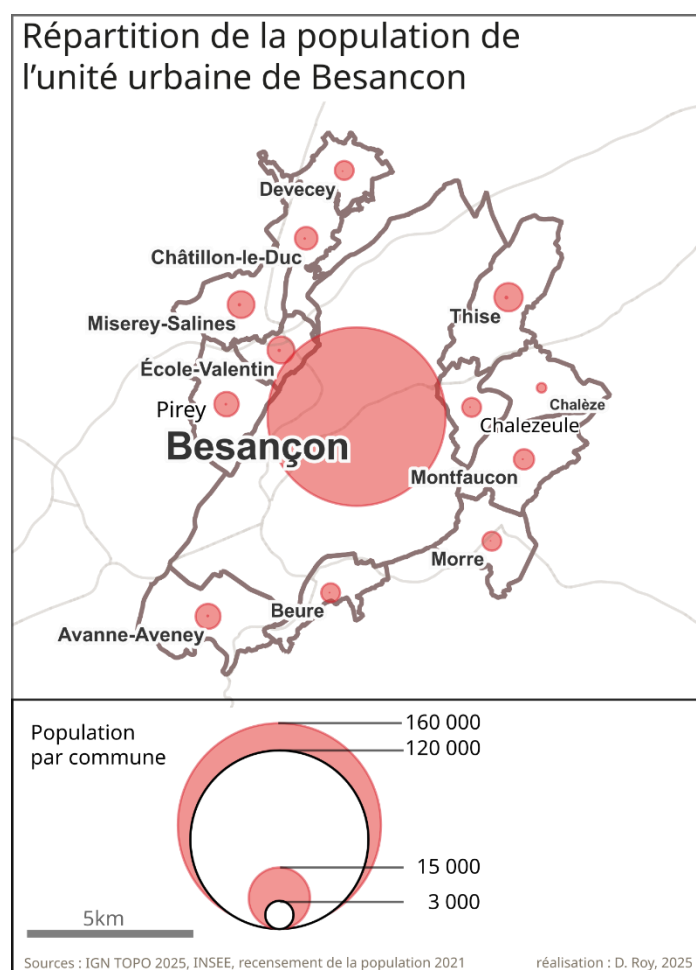 Répartition de la population de
l’unité urbaine de Besancon
Devecey
Châtillon-le-Duc
Miserey-Salines
Thise
École-Valentin
Pirey
Chalèze
Chalezeule
Besançon
Montfaucon
Morre
Beure
Avanne-Aveney
Population
par commune
160 000
120 000
15 000
3 000
5km
Sources : IGN TOPO 2025, INSEE, recensement de la population 2021
réalisation : D. Roy, 2025